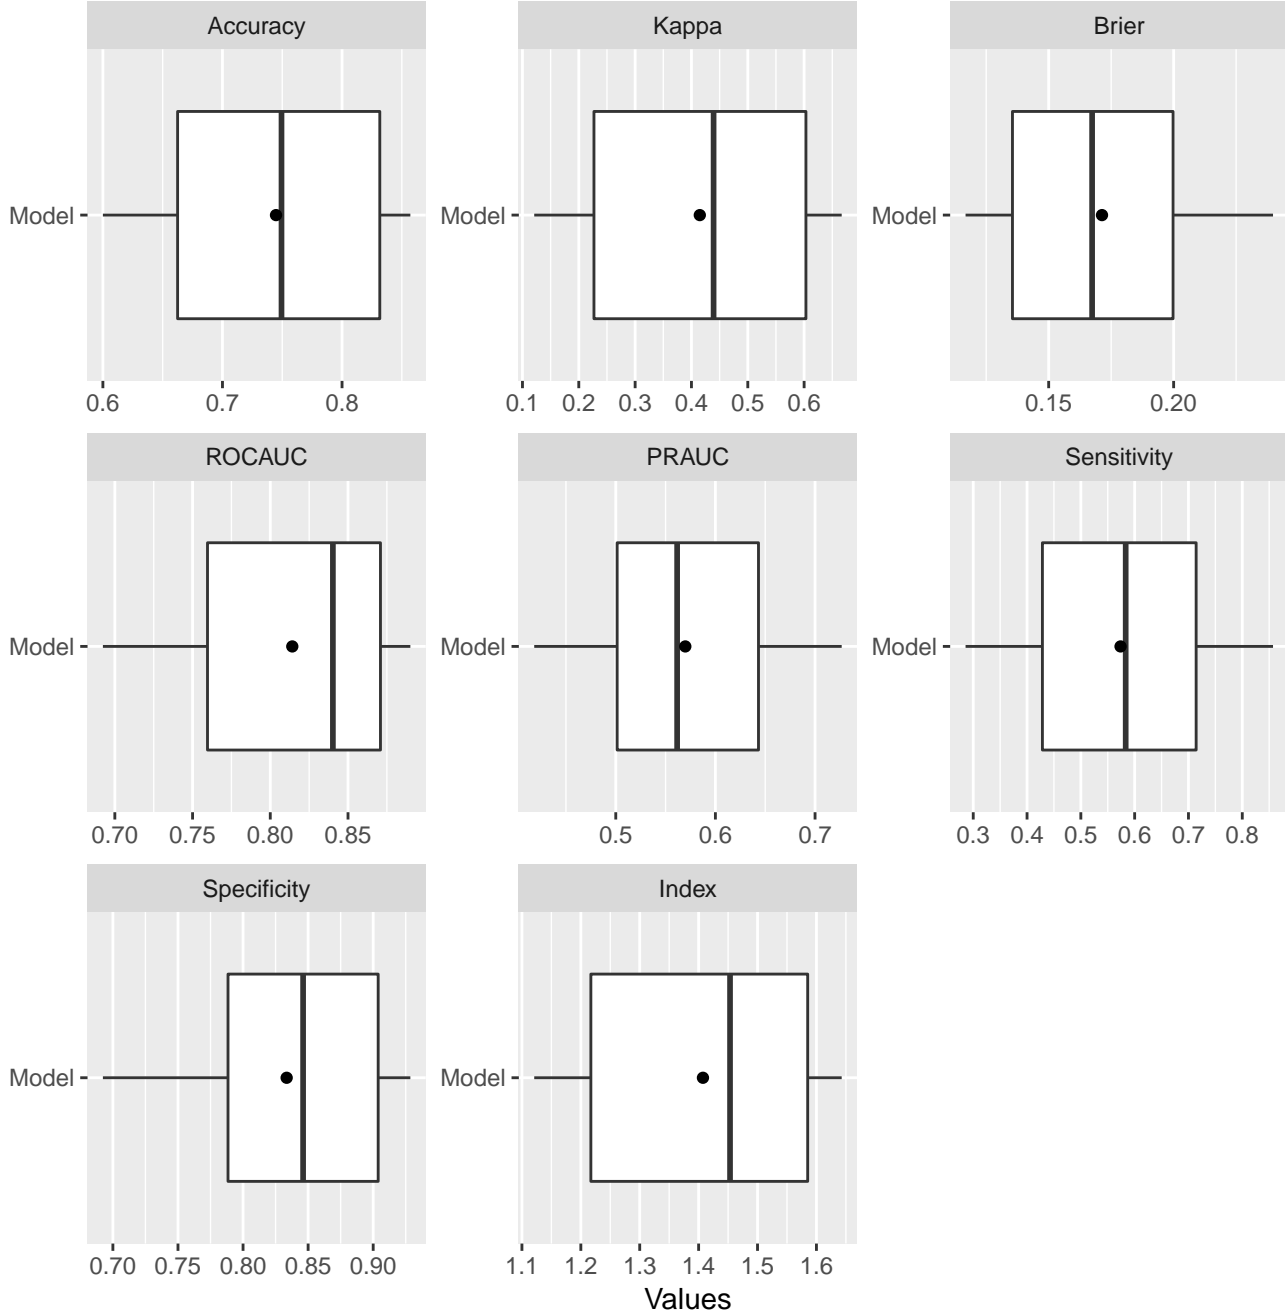 Accuracy Kappa Brier
Model Model Model
0.6 0.7 0.8 0.1 0.2 0.3 0.4 0.5 0.6 0.15 0.20
ROCAUC PRAUC Sensitivity
Model Model Model
0.70 0.75 0.80 0.85 0.5 0.6 0.7 0.3 0.4 0.5 0.6 0.7 0.8
Specificity Index
Model Model
0.70 0.75 0.80 0.85 0.90 1.1 1.2 1.3 1.4 1.5 1.6
Values